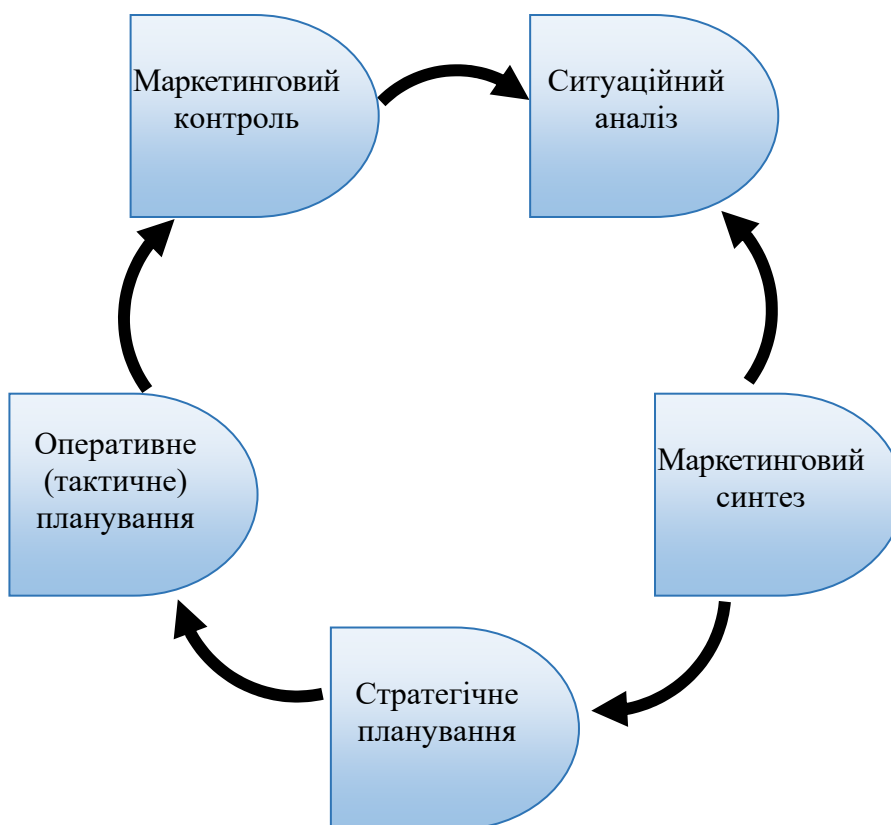 Маркетинговий
контроль
Ситуаційний
аналіз
Оперативне
(тактичне)
планування
Маркетинговий
синтез
Стратегічне
планування